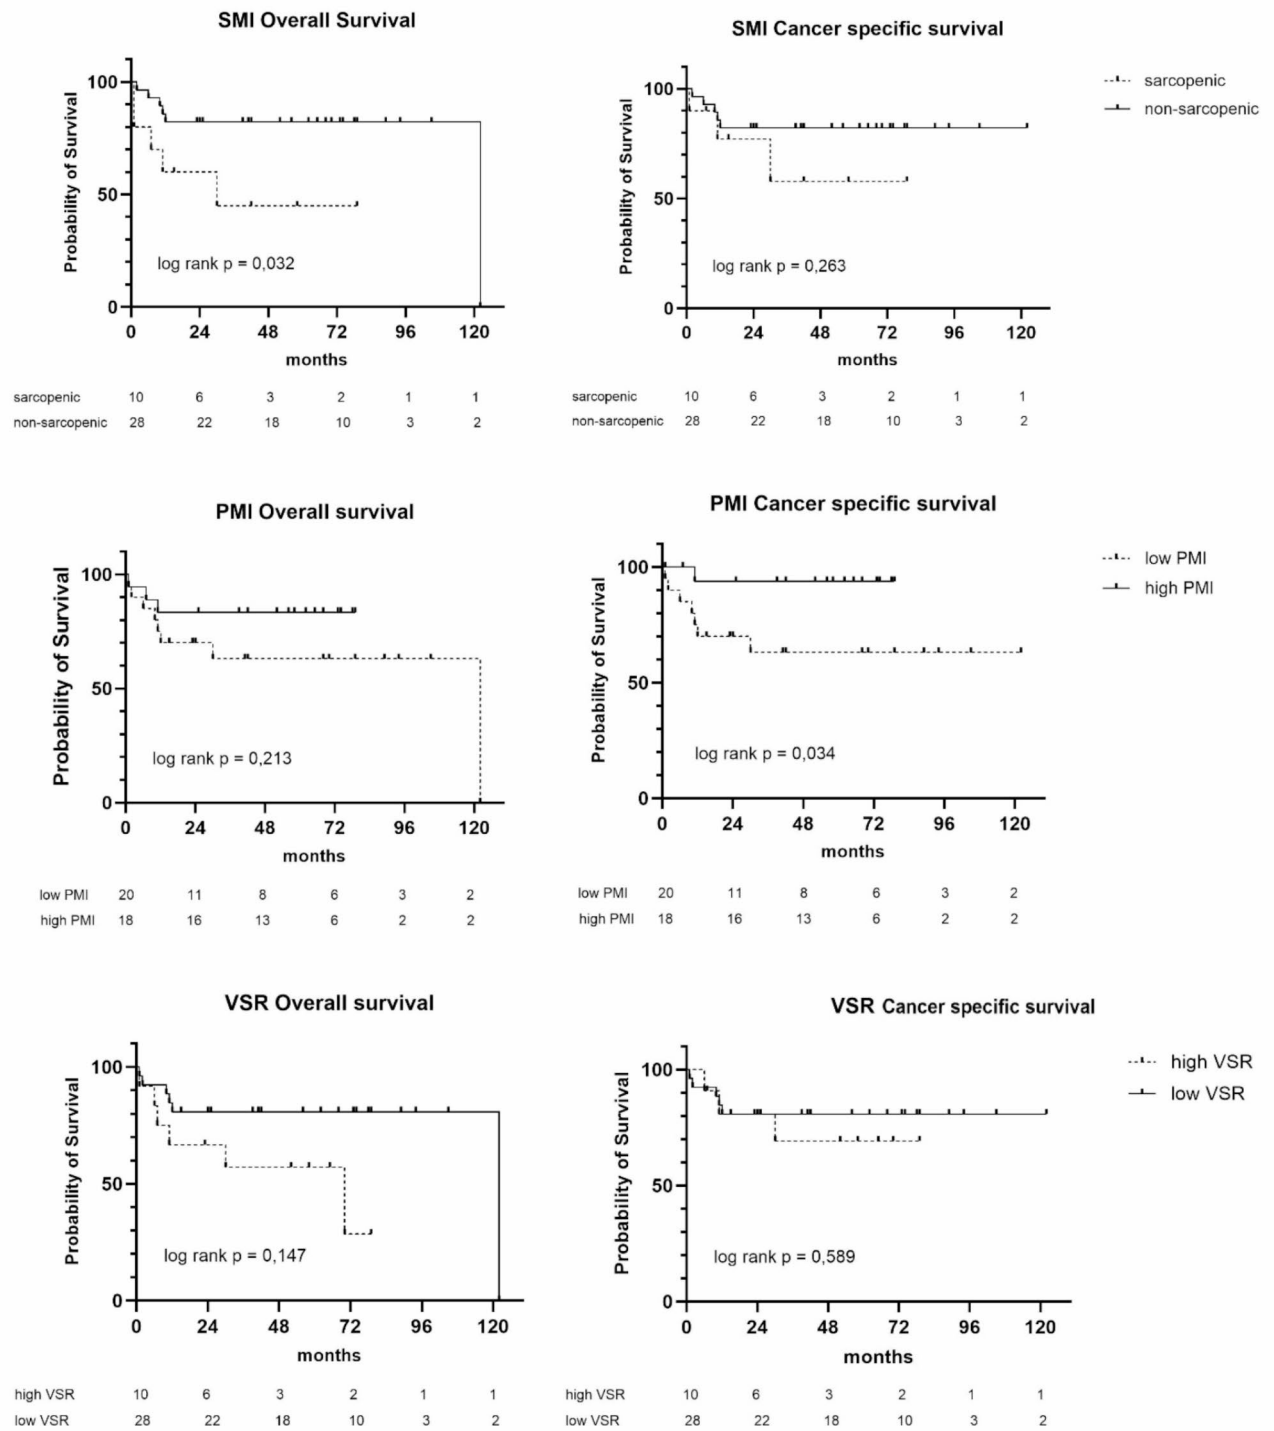 SMI Overall Survival
Probability of Survival
100
50
0
log rank p = 0,032
0 24 48 72 96 120
months
sarcopenic 10 6 3 2 1 1
non-sarcopenic 28 22 18 10 3 2
SMI Cancer specific survival
Probability of Survival
100
50
0
log rank p = 0,263
0 24 48 72 96 120
months
sarcopenic 10 6 3 2 1 1
non-sarcopenic 28 22 18 10 3 2
sarcopenic
non-sarcopenic
PMI Overall survival
Probability of Survival
100
50
0
log rank p = 0,213
0 24 48 72 96 120
months
low PMI 20 11 8 6 3 2
high PMI 18 16 13 6 2 2
PMI Cancer specific survival
Probability of Survival
100
50
0
log rank p = 0,034
0 24 48 72 96 120
months
low PMI 20 11 8 6 3 2
high PMI 18 16 13 6 2 2
low PMI
high PMI
VSR Overall survival
Probability of Survival
100
50
0
log rank p = 0,147
0 24 48 72 96 120
months
high VSR 10 6 3 2 1 1
low VSR 28 22 18 10 3 2
VSR Cancer specific survival
Probability of Survival
100
50
0
log rank p = 0,589
0 24 48 72 96 120
months
high VSR 10 6 3 2 1 1
low VSR 28 22 18 10 3 2
high VSR
low VSR